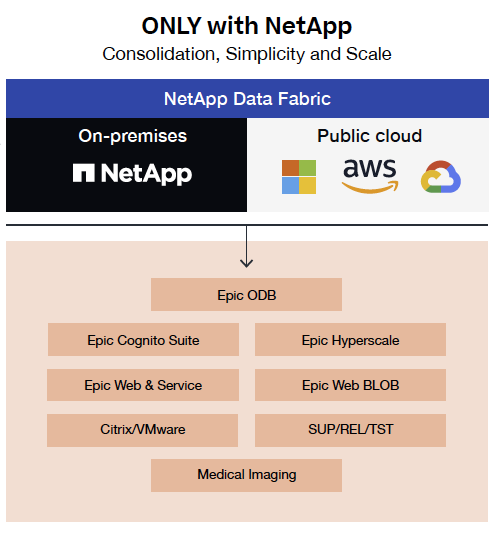 ONLY with NetApp
Consolidation, Simplicity and Scale
NetApp Data Fabric
On-premises
NetApp
Public cloud
aws
Epic ODB
Epic Cognito Suite
Epic Hyperscale
Epic Web & Service
Epic Web BLOB
Citrix/VMware
SUP/REL/TST
Medical Imaging